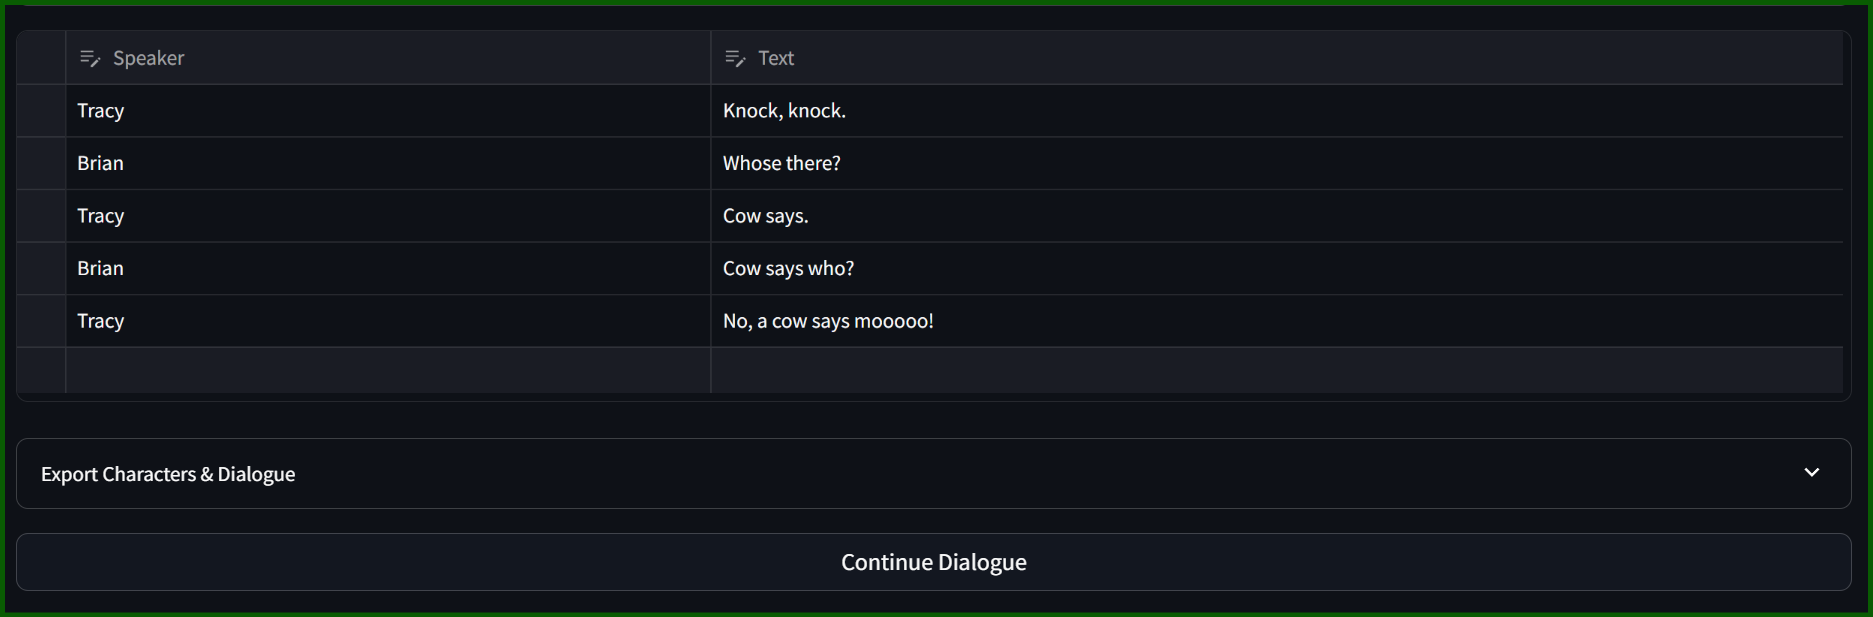 Speaker Text
Tracy Knock, knock.
Brian Whose there?
Tracy Cow says.
Brian Cow says who?
Tracy No, a cow says mooooo!
Export Characters & Dialogue
Continue Dialogue